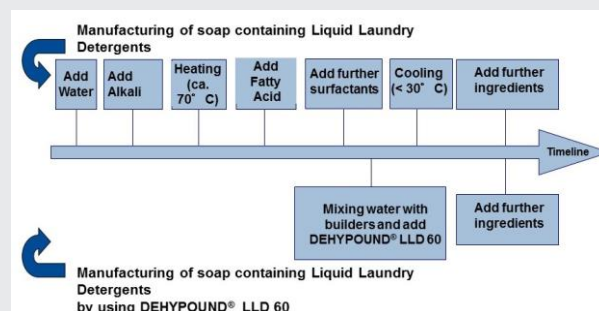 Manufacturing of soap containing Liquid Laundry
Detergents
Add
Water
Add
Alkali
Heating
(ca.
70° C)
Add
Fatty
Acid
Add further
surfactants
Cooling
(< 30° C)
Add further
ingredients
Timeline
Mixing water with
builders and add
DEHYPOUND® LLD 60
Add further
ingredients
Manufacturing of soap containing Liquid Laundry
Detergents
by using DEHYPOUND® LLD 60